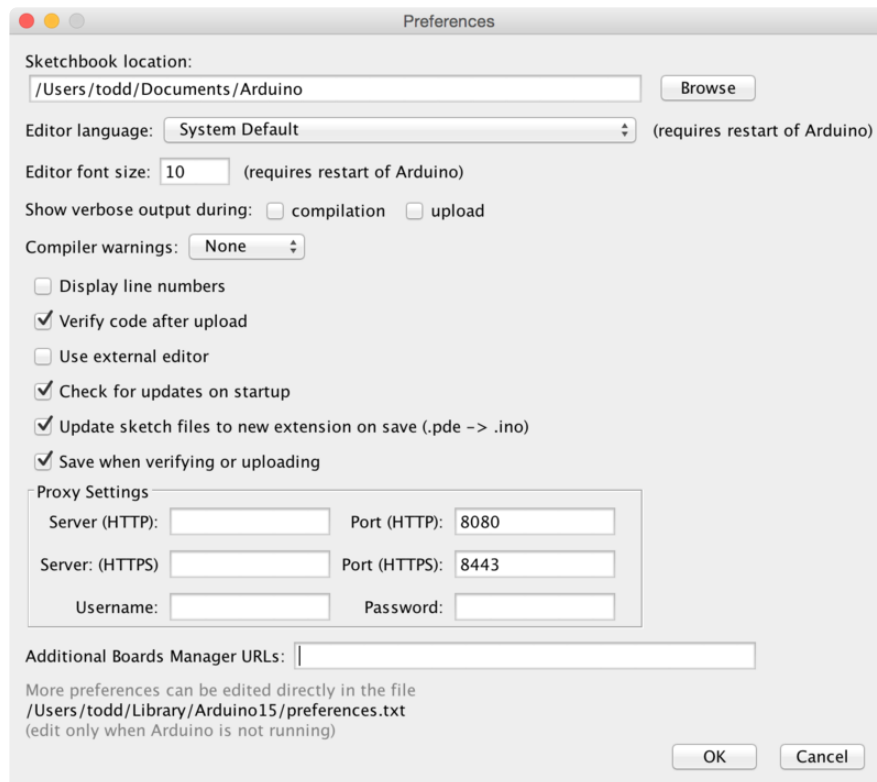 Preferences
Sketchbook location:
/Users/todd/Documents/Arduino Browse
Editor language: System Default (requires restart of Arduino)
Editor font size: 10 (requires restart of Arduino)
Show verbose output during: compilation upload
Compiler warnings: None
Display line numbers
Verify code after upload
Use external editor
Check for updates on startup
Update sketch files to new extension on save (.pde -> .ino)
Save when verifying or uploading
Proxy Settings
Server (HTTP): Port (HTTP): 8080
Server: (HTTPS) Port (HTTPS): 8443
Username: Password:
Additional Boards Manager URLs:
More preferences can be edited directly in the file
/Users/todd/Library/Arduino15/preferences.txt
(edit only when Arduino is not running)
OK Cancel